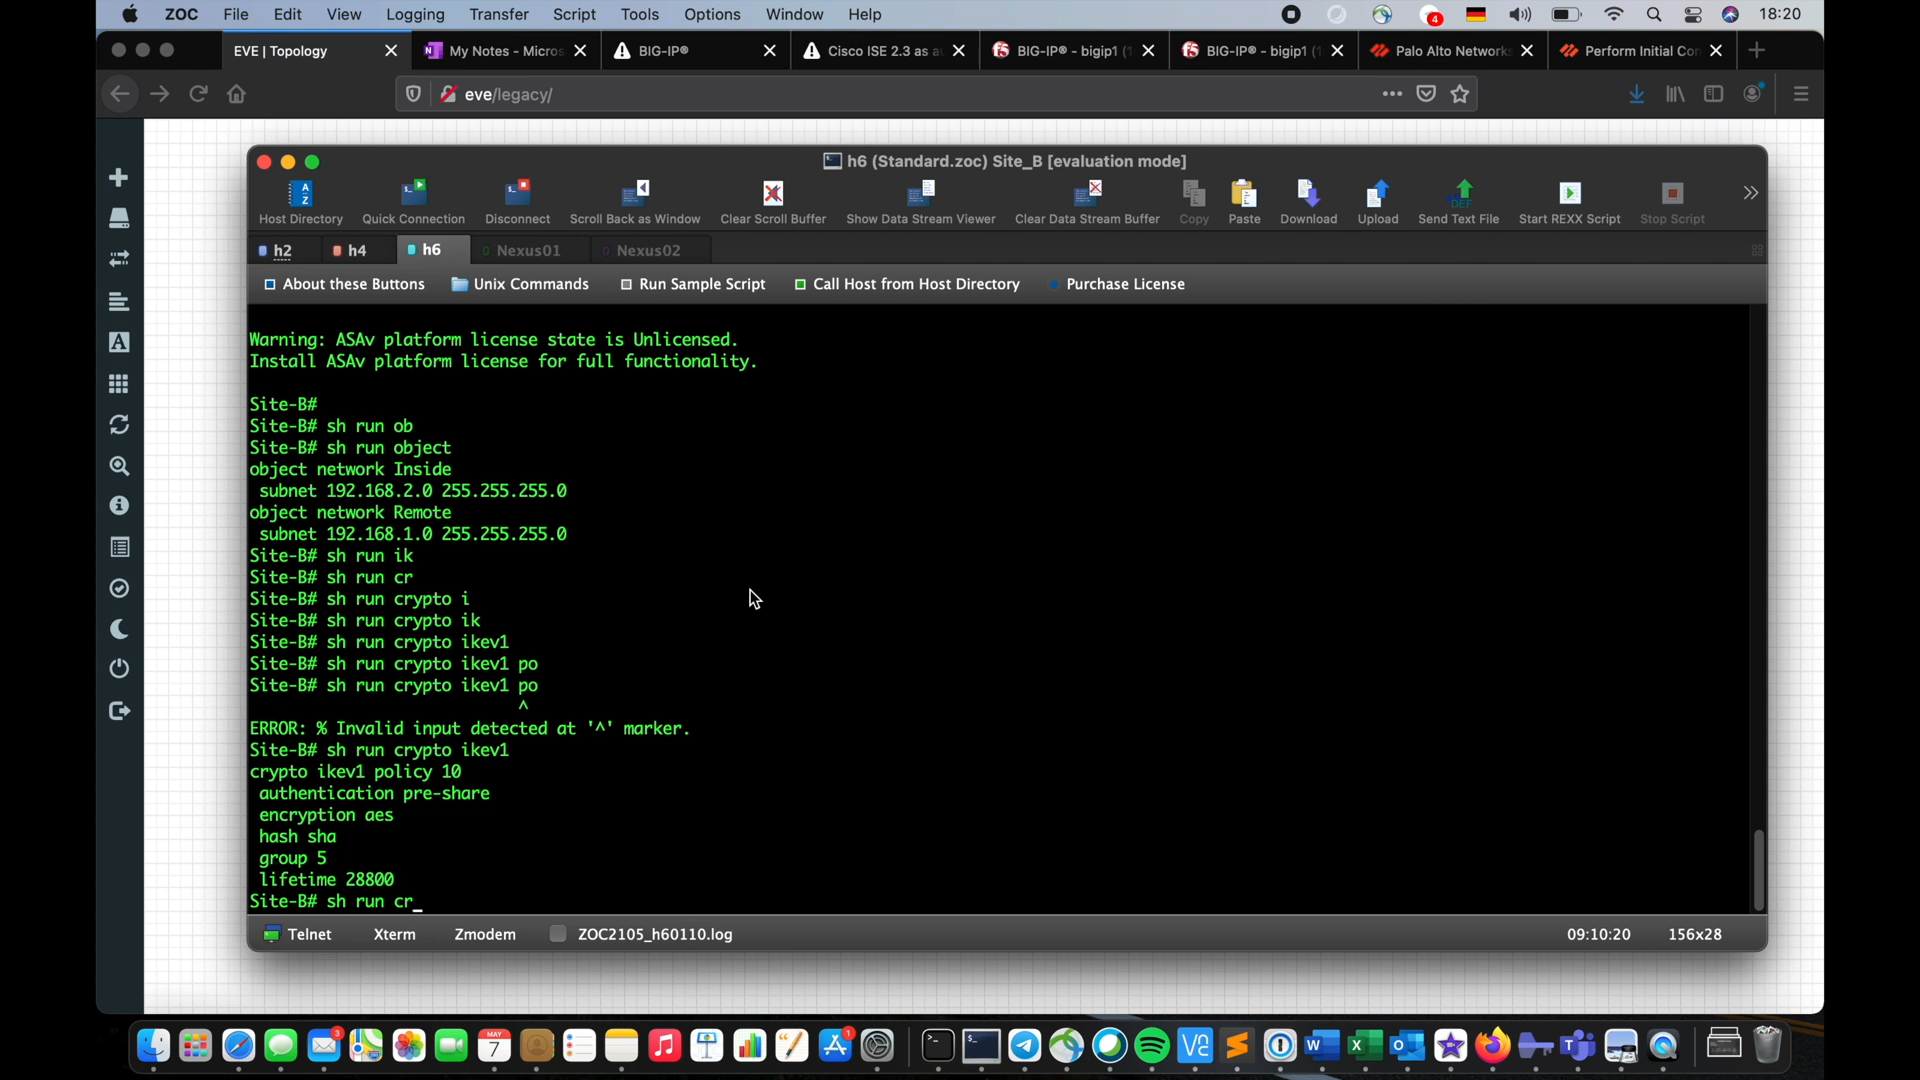 ZOC File Edit View Logging Transfer Script Tools Options Window Help 4 18:20
EVE | Topology My Notes - Micros BIG-IP® Cisco ISE 2.3 as a BIG-IP® - bigip1 (1 BIG-IP® - bigip1 (1 Palo Alto Network Perform Initial Con
eve/legacy/
h6 (Standard.zoc) Site_B [evaluation mode]
Host Directory Quick Connection Disconnect Scroll Back as Window Clear Scroll Buffer Show Data Stream Viewer Clear Data Stream Buffer Copy Paste Download Upload Send Text File Start REXX Script Stop Script
h2 h4 h6 Nexus01 Nexus02
About these Buttons Unix Commands Run Sample Script Call Host from Host Directory Purchase License
Warning: ASAv platform license state is Unlicensed.
Install ASAv platform license for full functionality.
Site-B#
Site-B# sh run ob
Site-B# sh run object
object network Inside
subnet 192.168.2.0 255.255.255.0
object network Remote
subnet 192.168.1.0 255.255.255.0
Site-B# sh run ik
Site-B# sh run cr
Site-B# sh run crypto i
Site-B# sh run crypto ik
Site-B# sh run crypto ikev1
Site-B# sh run crypto ikev1 po
Site-B# sh run crypto ikev1 po
^
ERROR: % Invalid input detected at '^' marker.
Site-B# sh run crypto ikev1
crypto ikev1 policy 10
authentication pre-share
encryption aes
hash sha
group 5
lifetime 28800
Site-B# sh run cr_
Telnet Xterm Zmodem ZOC2105_h60110.log 09:10:20 156x28
3 MAY 7 1